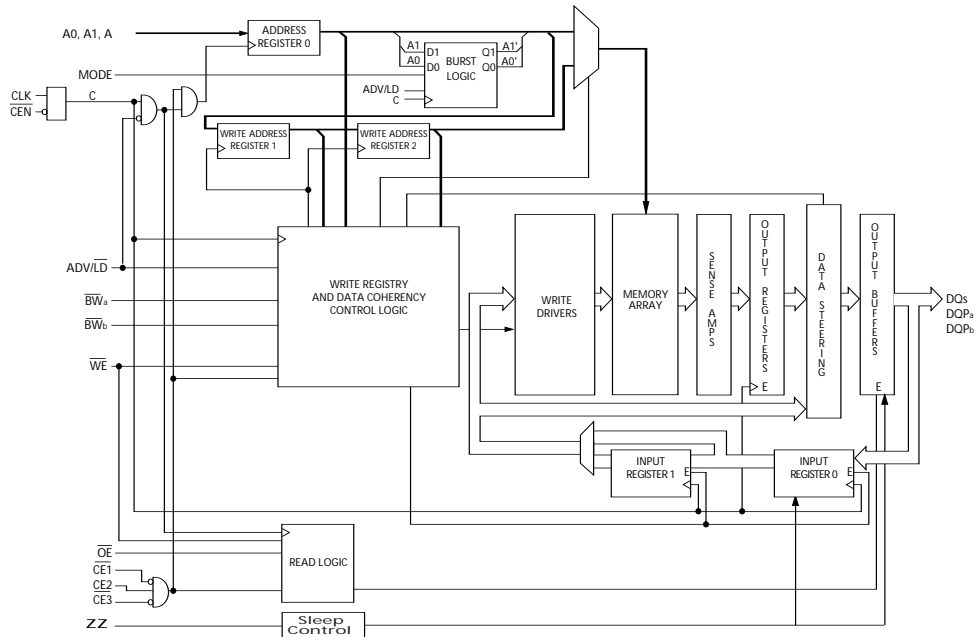 A0, A1, A
ADDRESS
REGISTER 0
A1
A0
D1
D0
BURST
LOGIC
Q1
Q0
A1'
A0'
MODE
ADV/LD
C
CLK
C
CEN
WRITE ADDRESS
REGISTER 1
WRITE ADDRESS
REGISTER 2
ADV/LD
BWa
BWb
WE
WRITE REGISTRY
AND DATA COHERENCY
CONTROL LOGIC
WRITE
DRIVERS
MEMORY
ARRAY
SENSE AMPS
OUTPUT REGISTERS
E
DATA STEERING
OUTPUT BUFFERS
E
DQs
DQPa
DQPb
INPUT
REGISTER 1
E
INPUT
REGISTER 0
E
OE
CE1
CE2
CE3
READ LOGIC
ZZ
Sleep
Control